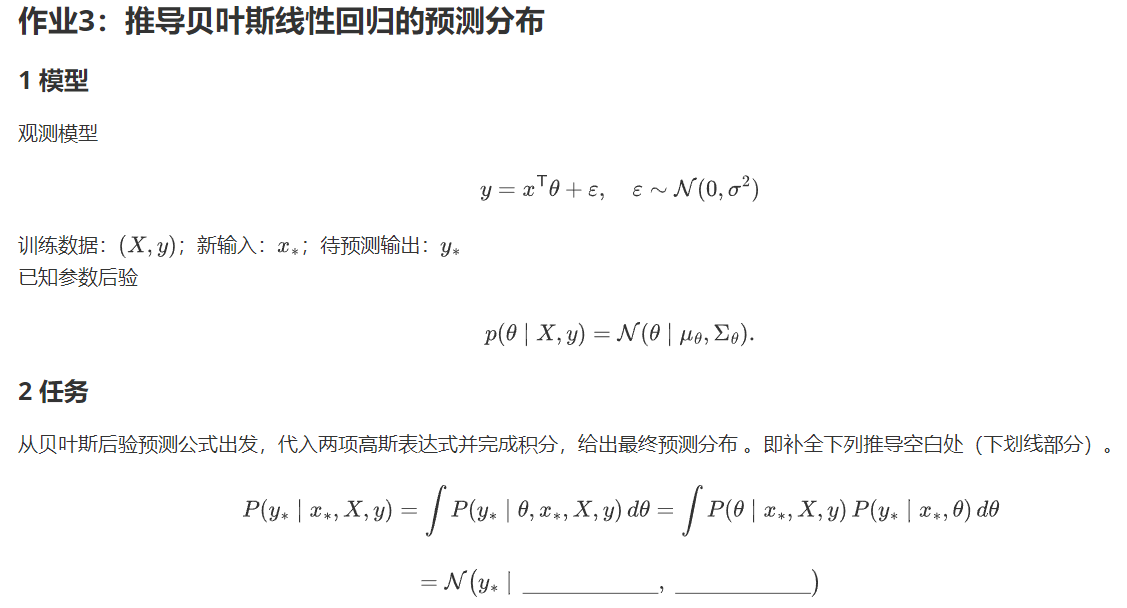 作业3：推导贝叶斯线性回归的预测分布
1 模型
观测模型
$y = x^{\mathsf{T}}\theta + \varepsilon, \quad \varepsilon \sim \mathcal{N}(0, \sigma^2)$
训练数据：$(X, y)$；新输入：$x_*$；待预测输出：$y_*$
已知参数后验
$p(\theta \mid X, y) = \mathcal{N}(\theta \mid \mu_\theta, \Sigma_\theta).$
2 任务
从贝叶斯后验预测公式出发，代入两项高斯表达式并完成积分，给出最终预测分布 。即补全下列推导空白处（下划线部分）。
$P(y_* \mid x_*, X, y) = \int P(y_* \mid \theta, x_*, X, y)\, d\theta = \int P(\theta \mid x_*, X, y)\, P(y_* \mid x_*, \theta)\, d\theta$
$= \mathcal{N}(y_* \mid \_\_\_\_\_\_\_\_\_\_, \_\_\_\_\_\_\_\_\_\_)$